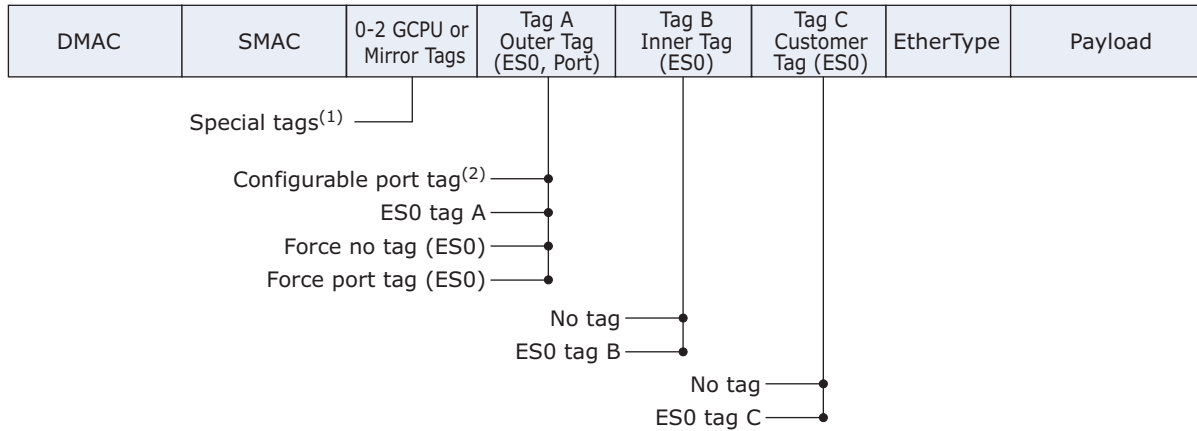 DMAC
SMAC
0-2 GCPU or
Mirror Tags
Tag A
Outer Tag
(ES0, Port)
Tag B
Inner Tag
(ES0)
Tag C
Customer
Tag (ES0)
EtherType
Payload
Special tags(1)
Configurable port tag(2)
ES0 tag A
Force no tag (ES0)
Force port tag (ES0)
No tag
ES0 tag B
No tag
ES0 tag C